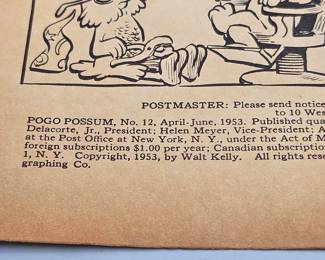 POSTMASTER: Please send notice
to 10 Wes
POGO POSSUM, No. 12, April-June, 1953. Published qua
Delacorte, Jr., President; Helen Meyer, Vice-President; A
at the Post Office at New York, N. Y., under the Act of M
foreign subscriptions $1.00 per year; Canadian subscription
1, N. Y. Copyright, 1953, by Walt Kelly. All rights rese
graphing Co.